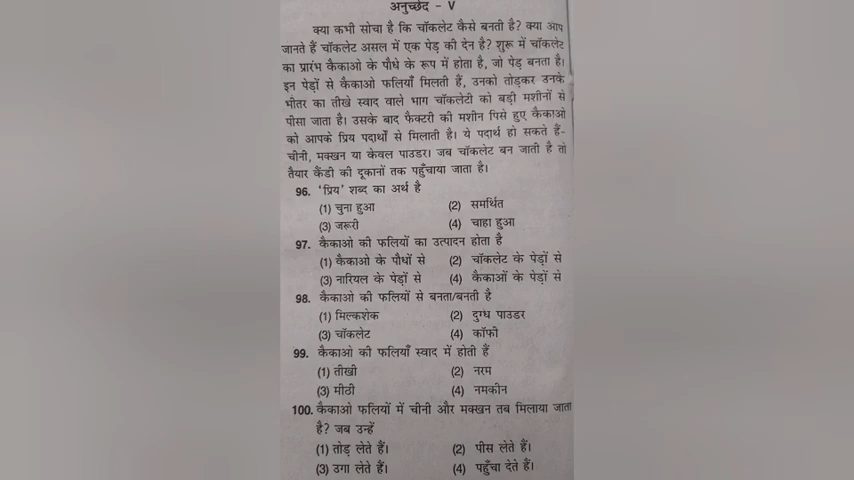 अनुच्छेद - V
क्या कभी सोचा है कि चॉकलेट कैसे बनती है? क्या आप
जानते हैं चॉकलेट असल में एक पेड़ की देन है? शुरू में चॉकलेट
का प्रारंभ कैकाओ के पौधे के रूप में होता है, जो पेड़ बनता है।
इन पेड़ों से कैकाओ फलियाँ मिलती हैं, उनको तोड़कर उनके
भीतर का तीखे स्वाद वाले भाग चॉकलेटी को बड़ी मशीनों से
पीसा जाता है। उसके बाद फैक्टरी की मशीन पिसे हुए कैकाओ
को आपके प्रिय पदार्थों से मिलाती है। ये पदार्थ हो सकते हैं-
चीनी, मक्खन या केवल पाउडर। जब चॉकलेट बन जाती है तो
तैयार कैंडी की दूकानों तक पहुँचाया जाता है।
96. 'प्रिय' शब्द का अर्थ है
(1) चुना हुआ (2) समर्थित
(3) जरूरी (4) चाहा हुआ
97. कैकाओ की फलियों का उत्पादन होता है
(1) कैकाओ के पौधों से (2) चॉकलेट के पेड़ों से
(3) नारियल के पेड़ों से (4) कैकाओं के पेड़ों से
98. कैकाओ की फलियों से बनता/बनती है
(1) मिल्कशेक (2) दुग्ध पाउडर
(3) चॉकलेट (4) कॉफी
99. कैकाओ की फलियाँ स्वाद में होती हैं
(1) तीखी (2) नरम
(3) मीठी (4) नमकीन
100. कैकाओ फलियों में चीनी और मक्खन तब मिलाया जाता
है? जब उन्हें
(1) तोड़ लेते हैं। (2) पीस लेते हैं।
(3) उगा लेते हैं। (4) पहुँचा देते हैं।